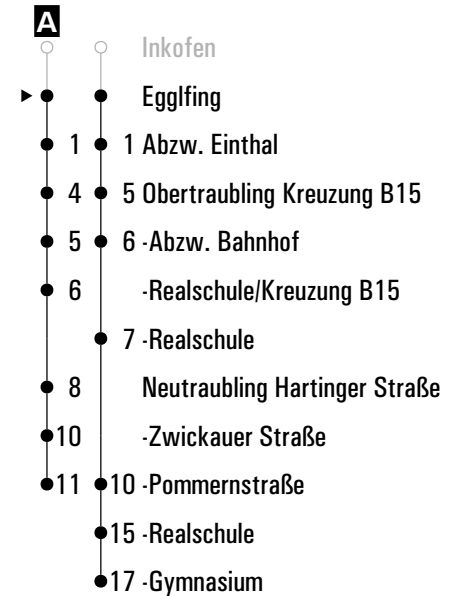 A
Inkofen
Egglfing
1 1 Abzw. Einthal
4 5 Obertraubling Kreuzung B15
5 6 -Abzw. Bahnhof
6 -Realschule/Kreuzung B15
7 -Realschule
8 Neutraubling Hartinger Straße
10 -Zwickauer Straße
11 10 -Pommernstraße
15 -Realschule
17 -Gymnasium